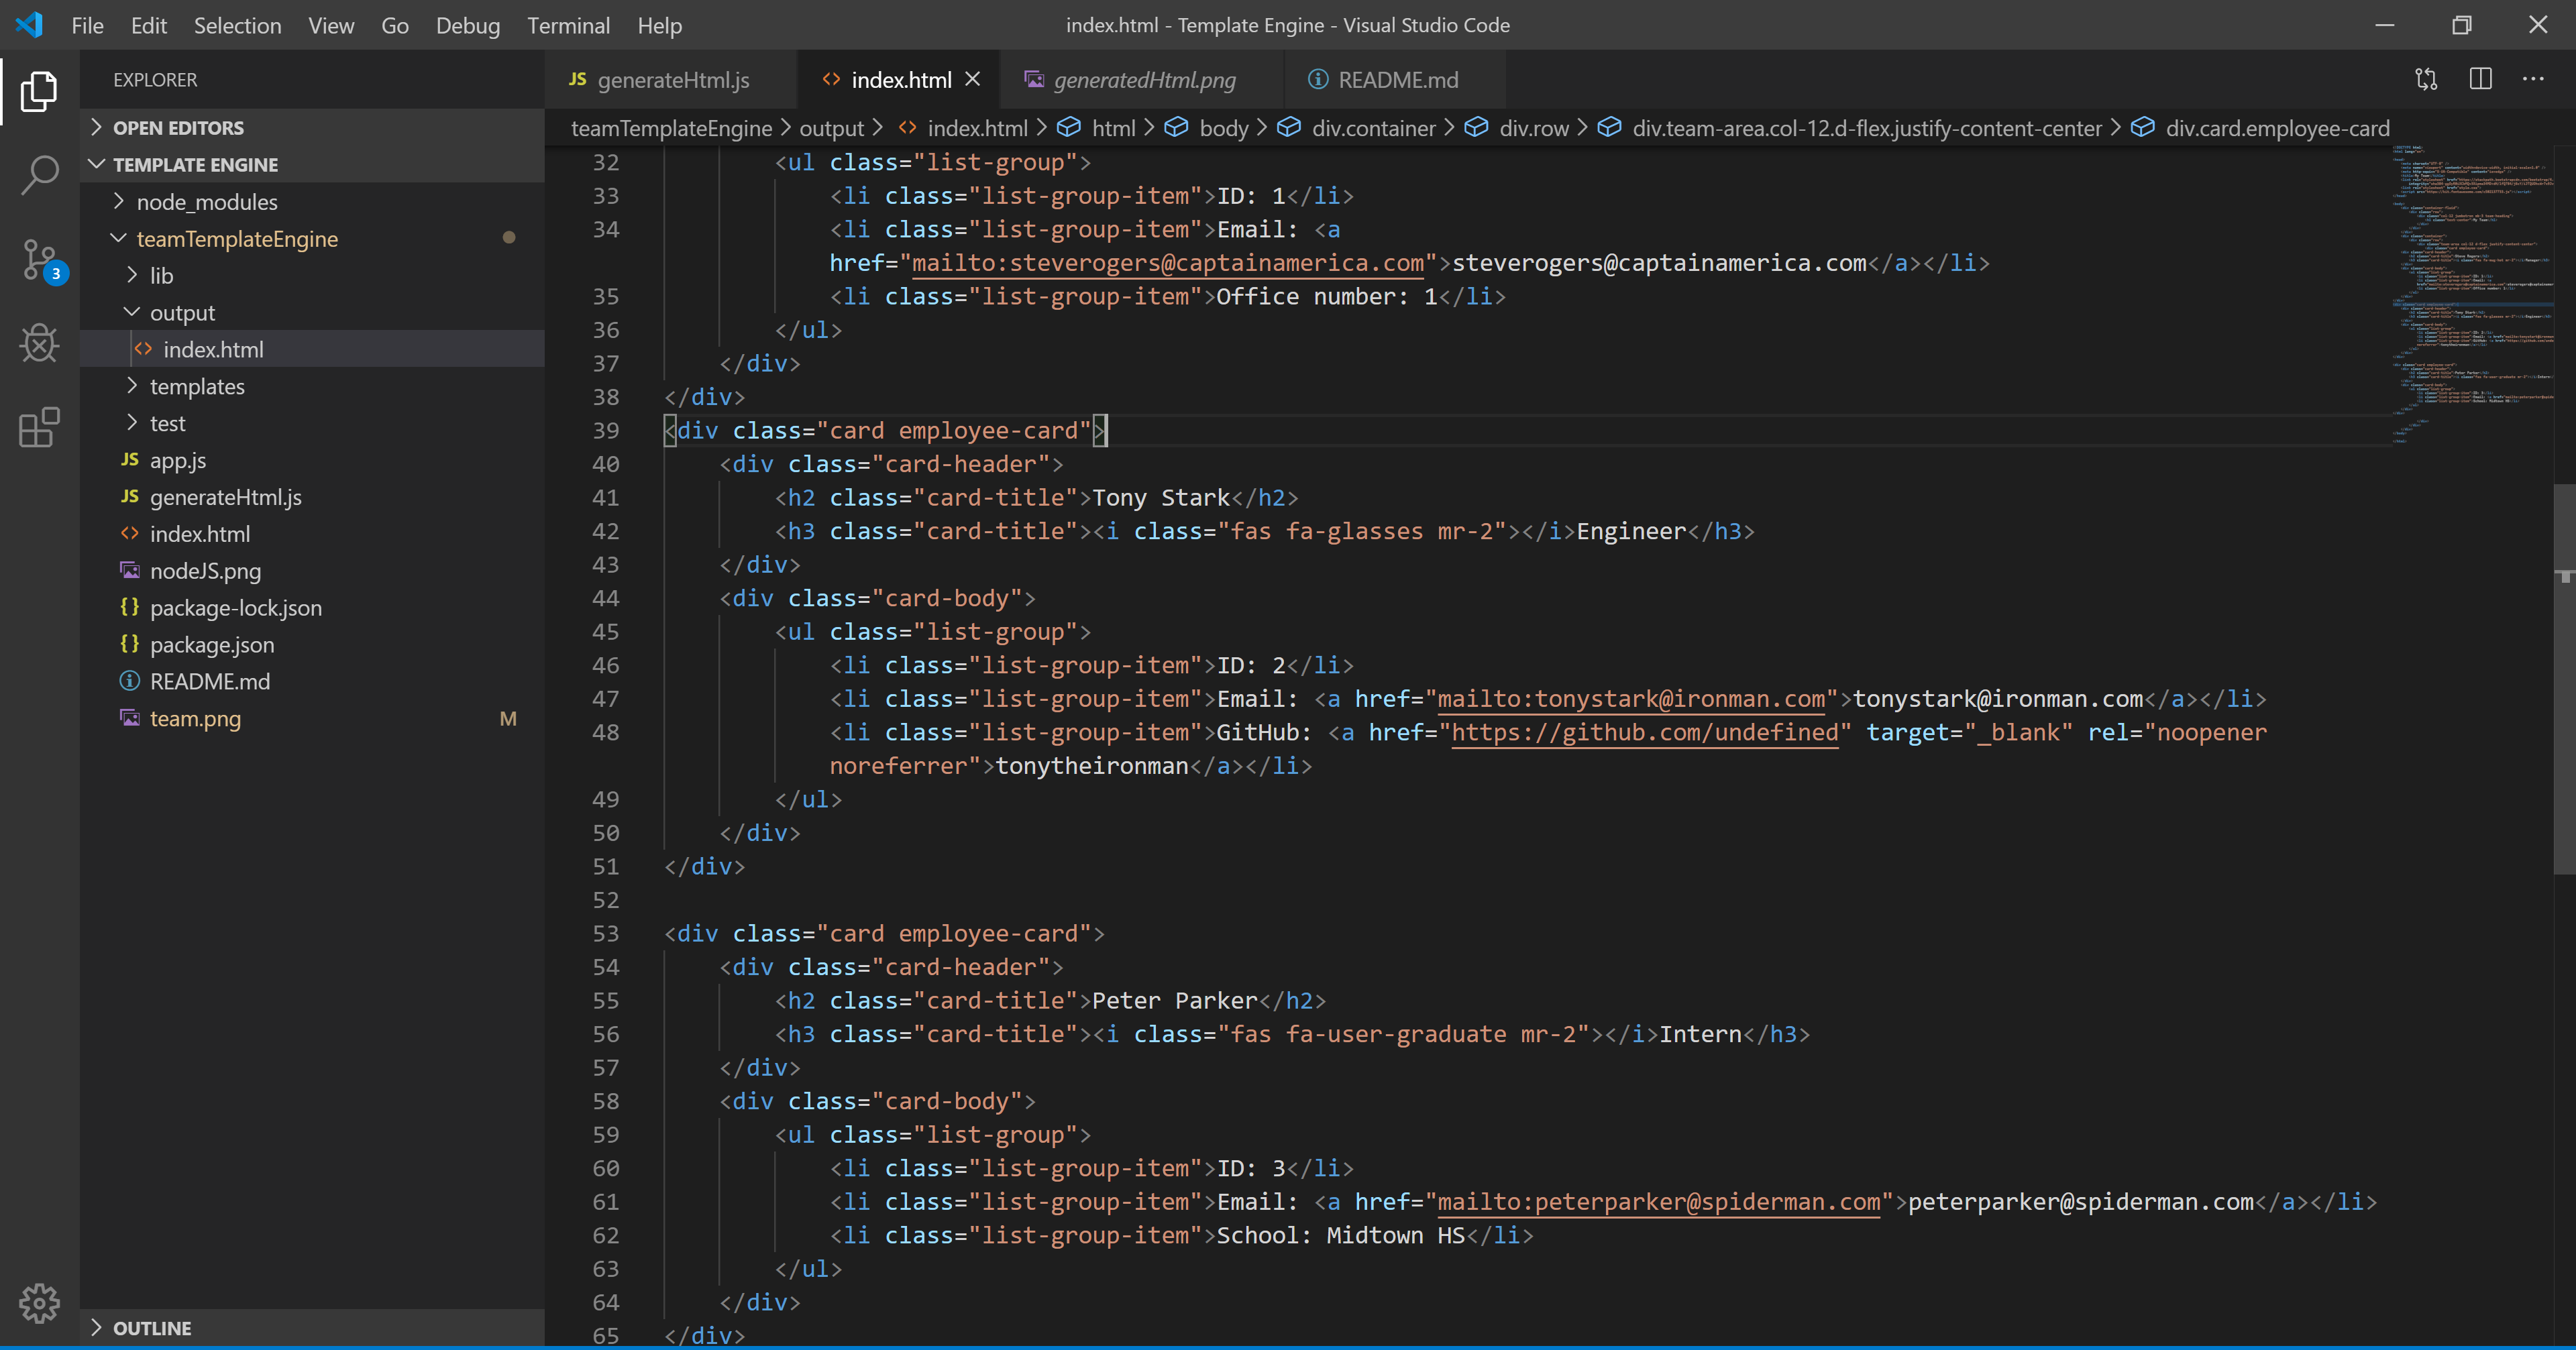 File Edit Selection View Go Debug Terminal Help
index.html - Template Engine - Visual Studio Code
EXPLORER
OPEN EDITORS
TEMPLATE ENGINE
node_modules
teamTemplateEngine
lib
output
index.html
templates
test
app.js
generateHtml.js
index.html
nodeJS.png
package-lock.json
package.json
README.md
team.png M
OUTLINE
3
JS generateHtml.js index.html generatedHtml.png README.md
teamTemplateEngine > output > index.html > html > body > div.container > div.row > div.team-area.col-12.d-flex.justify-content-center > div.card.employee-card
32 <ul class="list-group">
33 <li class="list-group-item">ID: 1</li>
34 <li class="list-group-item">Email: <a
href="mailto:steverogers@captainamerica.com">steverogers@captainamerica.com</a></li>
35 <li class="list-group-item">Office number: 1</li>
36 </ul>
37 </div>
38 </div>
39 <div class="card employee-card">
40 <div class="card-header">
41 <h2 class="card-title">Tony Stark</h2>
42 <h3 class="card-title"><i class="fas fa-glasses mr-2"></i>Engineer</h3>
43 </div>
44 <div class="card-body">
45 <ul class="list-group">
46 <li class="list-group-item">ID: 2</li>
47 <li class="list-group-item">Email: <a href="mailto:tonystark@ironman.com">tonystark@ironman.com</a></li>
48 <li class="list-group-item">GitHub: <a href="https://github.com/undefined" target="_blank" rel="noopener
noreferrer">tonytheironman</a></li>
49 </ul>
50 </div>
51 </div>
52
53 <div class="card employee-card">
54 <div class="card-header">
55 <h2 class="card-title">Peter Parker</h2>
56 <h3 class="card-title"><i class="fas fa-user-graduate mr-2"></i>Intern</h3>
57 </div>
58 <div class="card-body">
59 <ul class="list-group">
60 <li class="list-group-item">ID: 3</li>
61 <li class="list-group-item">Email: <a href="mailto:peterparker@spiderman.com">peterparker@spiderman.com</a></li>
62 <li class="list-group-item">School: Midtown HS</li>
63 </ul>
64 </div>
65 </div>